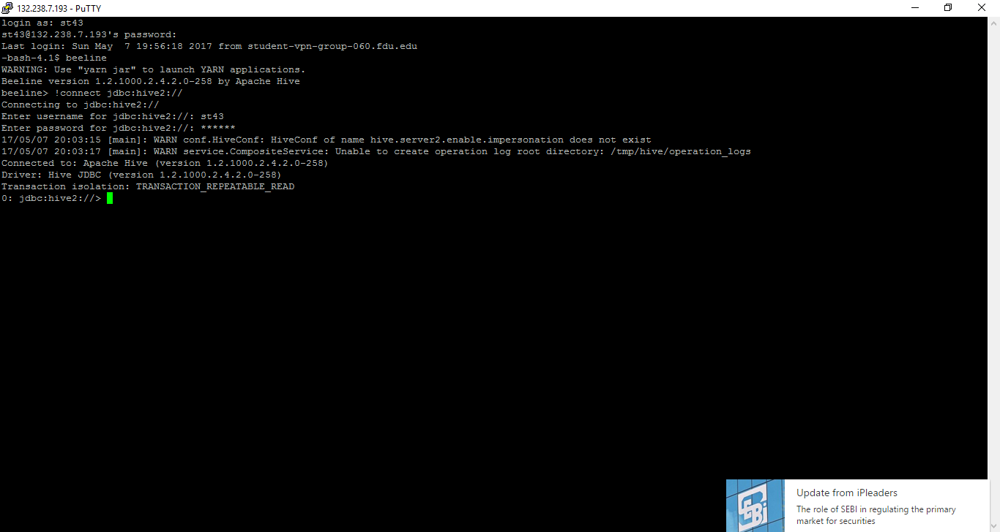 132.238.7.193 - PuTTY
login as: st43
st43@132.238.7.193's password:
Last login: Sun May  7 19:56:18 2017 from student-vpn-group-060.fdu.edu
-bash-4.1$ beeline
WARNING: Use "yarn jar" to launch YARN applications.
Beeline version 1.2.1000.2.4.2.0-258 by Apache Hive
beeline> !connect jdbc:hive2://
Connecting to jdbc:hive2://
Enter username for jdbc:hive2://: st43
Enter password for jdbc:hive2://: ******
17/05/07 20:03:15 [main]: WARN conf.HiveConf: HiveConf of name hive.server2.enable.impersonation does not exist
17/05/07 20:03:17 [main]: WARN service.CompositeService: Unable to create operation log root directory: /tmp/hive/operation_logs
Connected to: Apache Hive (version 1.2.1000.2.4.2.0-258)
Driver: Hive JDBC (version 1.2.1000.2.4.2.0-258)
Transaction isolation: TRANSACTION_REPEATABLE_READ
0: jdbc:hive2://>
SEBI
Update from iPleaders
The role of SEBI in regulating the primary
market for securities